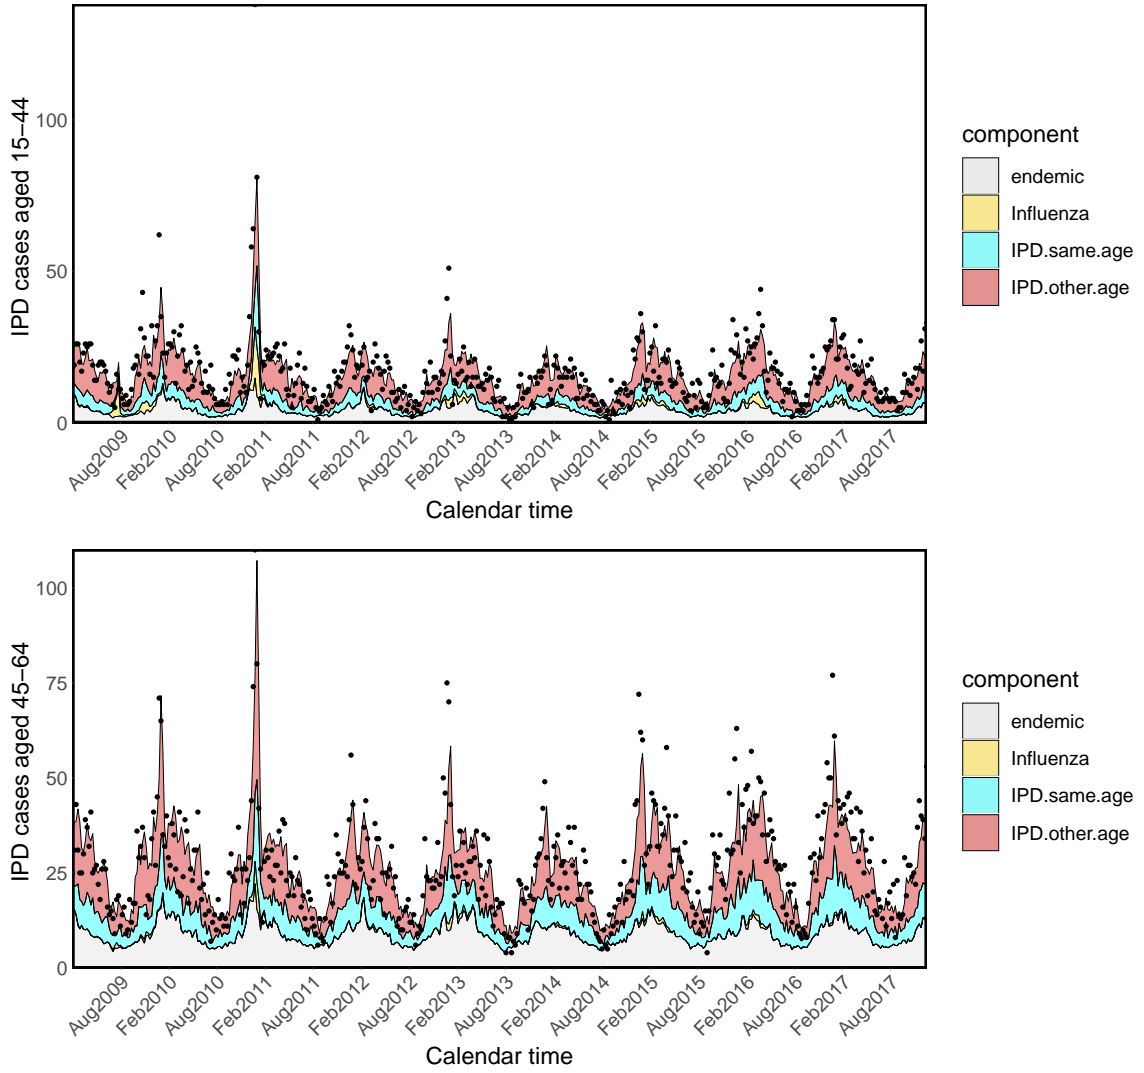 IPD cases aged 15−44
100
50
0
Aug2009 Feb2010 Aug2010 Feb2011 Aug2011 Feb2012 Aug2012 Feb2013 Aug2013 Feb2014 Aug2014 Feb2015 Aug2015 Feb2016 Aug2016 Feb2017 Aug2017
Calendar time
component
endemic
Influenza
IPD.same.age
IPD.other.age
IPD cases aged 45−64
100
75
50
25
0
Aug2009 Feb2010 Aug2010 Feb2011 Aug2011 Feb2012 Aug2012 Feb2013 Aug2013 Feb2014 Aug2014 Feb2015 Aug2015 Feb2016 Aug2016 Feb2017 Aug2017
Calendar time
component
endemic
Influenza
IPD.same.age
IPD.other.age